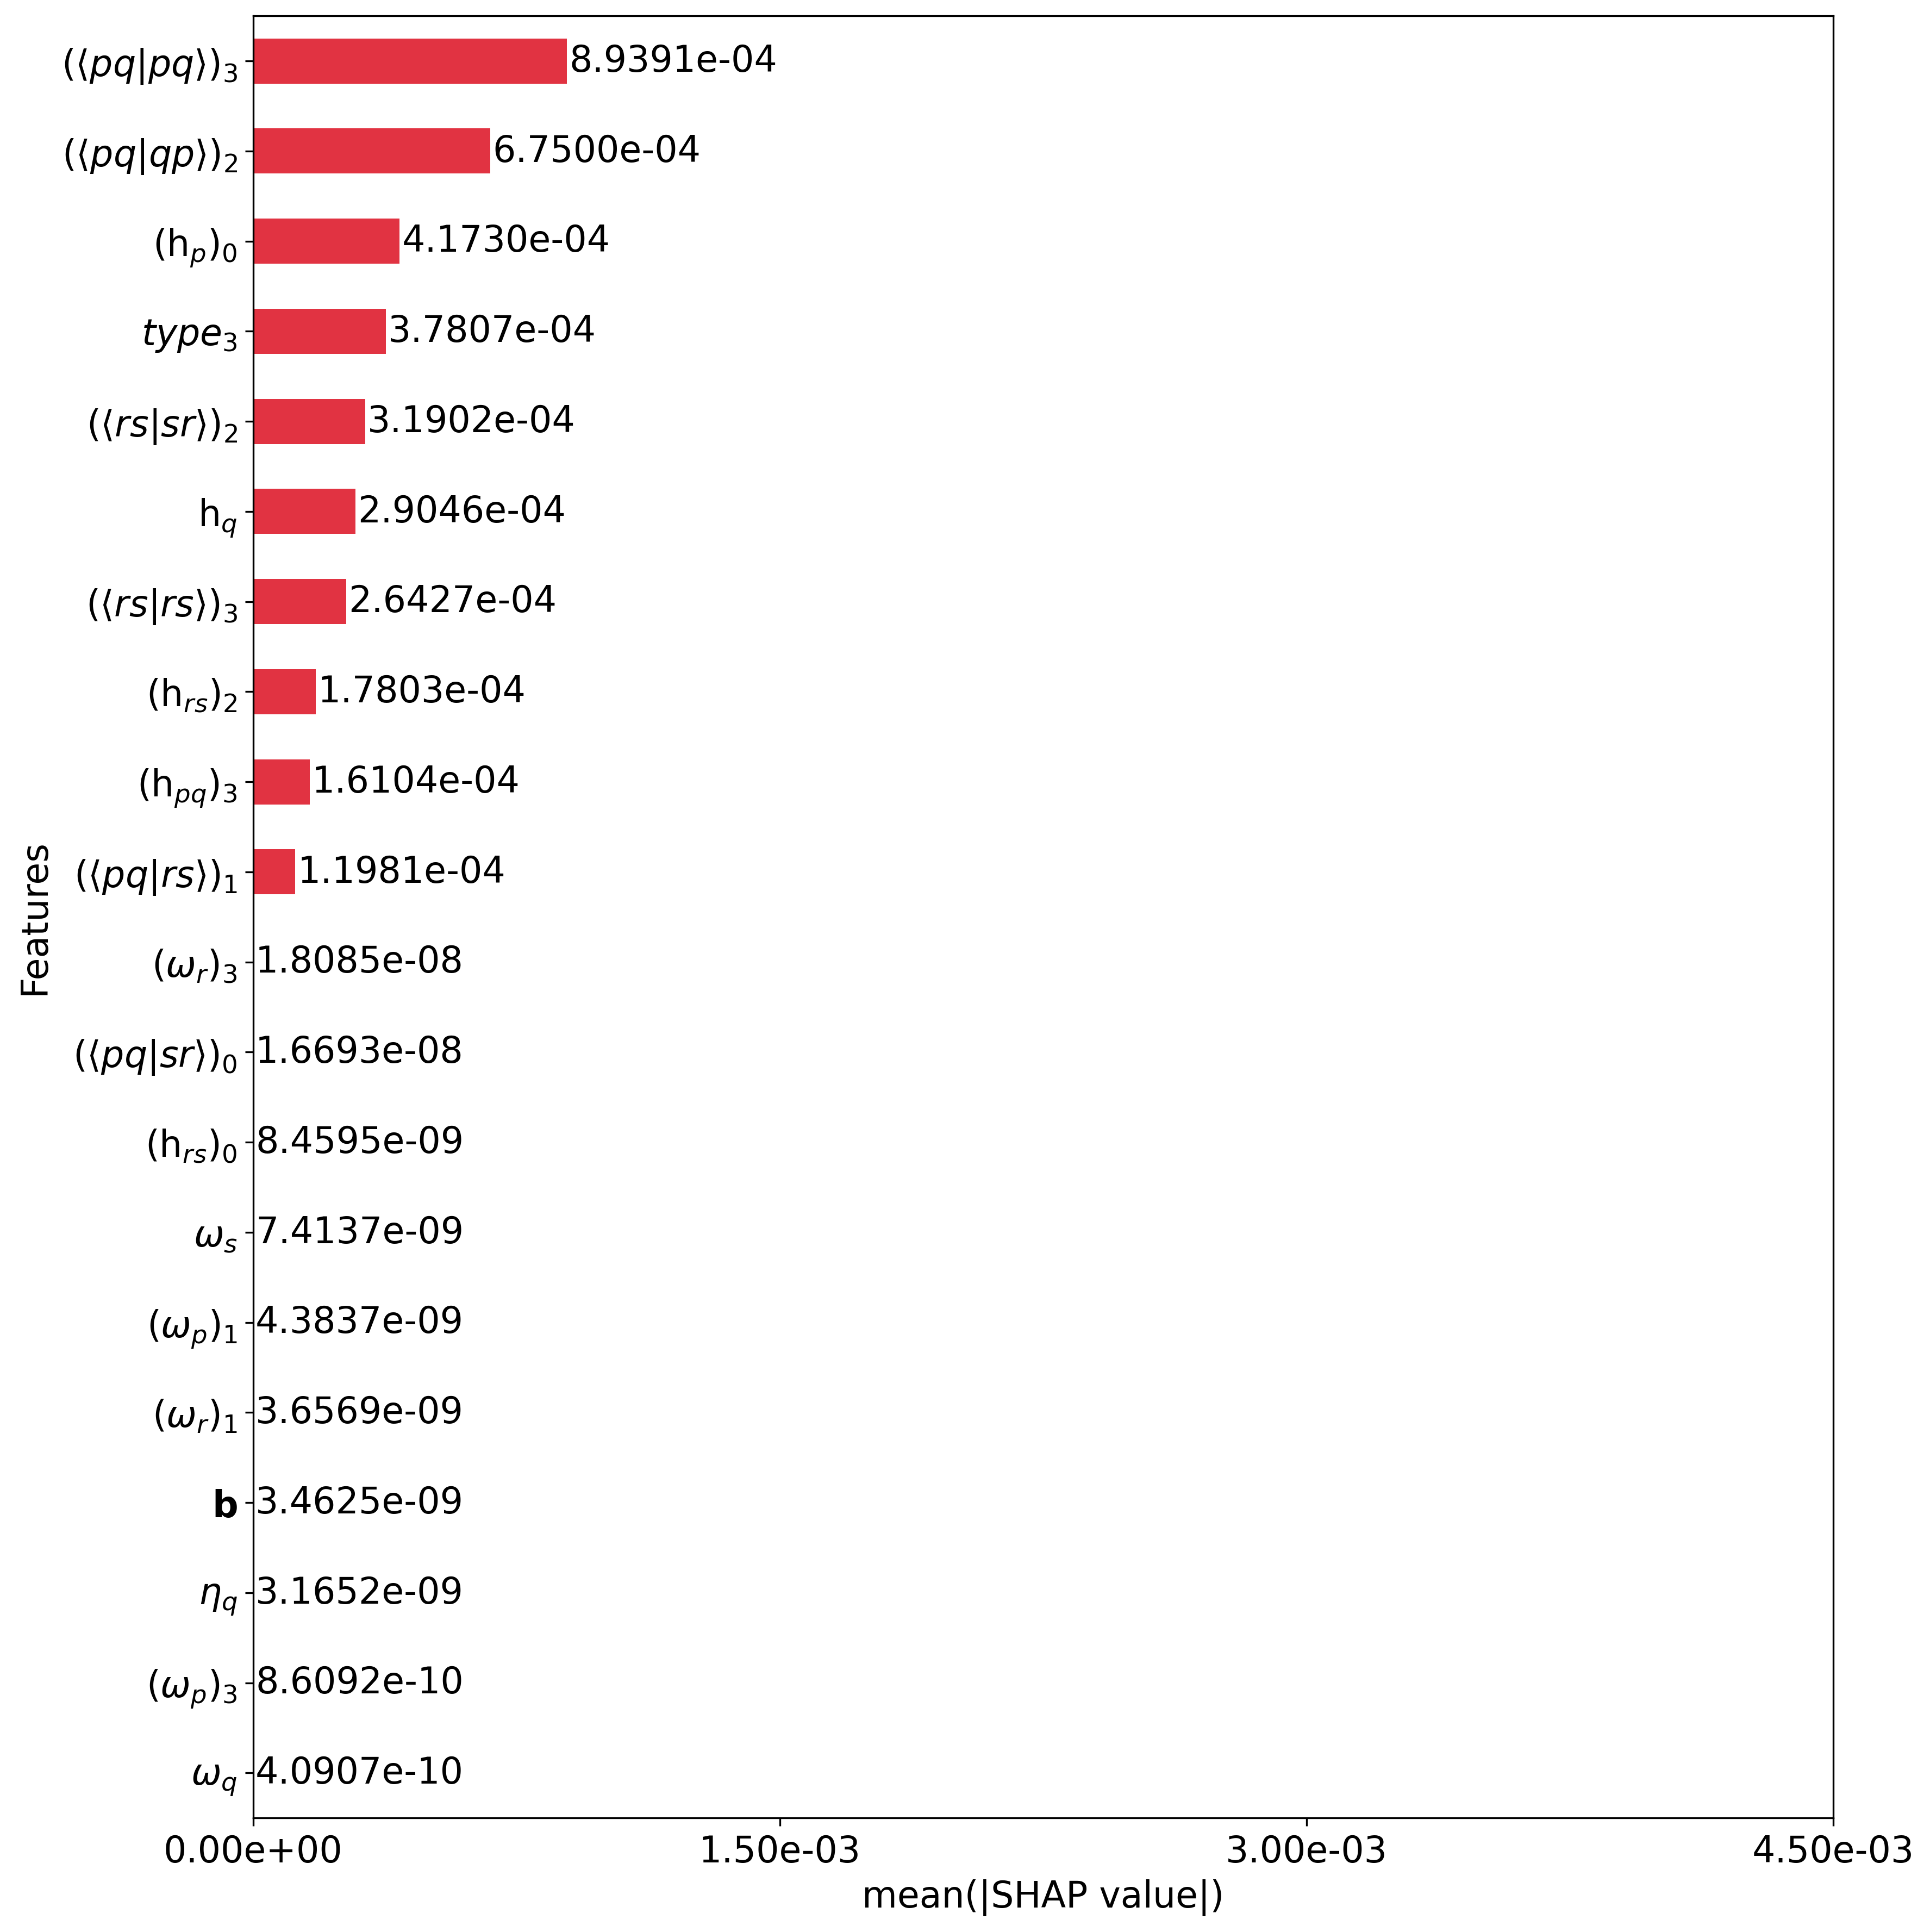 (⟨pq|pq⟩)₃ 8.9391e-04
(⟨pq|qp⟩)₂ 6.7500e-04
(hₚ)₀ 4.1730e-04
type₃ 3.7807e-04
(⟨rs|sr⟩)₂ 3.1902e-04
h_q 2.9046e-04
(⟨rs|rs⟩)₃ 2.6427e-04
(h_rs)₂ 1.7803e-04
(h_pq)₃ 1.6104e-04
(⟨pq|rs⟩)₁ 1.1981e-04
(ω_r)₃ 1.8085e-08
(⟨pq|sr⟩)₀ 1.6693e-08
(h_rs)₀ 8.4595e-09
ω_s 7.4137e-09
(ω_p)₁ 4.3837e-09
(ω_r)₁ 3.6569e-09
b 3.4625e-09
η_q 3.1652e-09
(ω_p)₃ 8.6092e-10
ω_q 4.0907e-10
Features
0.00e+00 1.50e-03 3.00e-03 4.50e-03
mean(|SHAP value|)